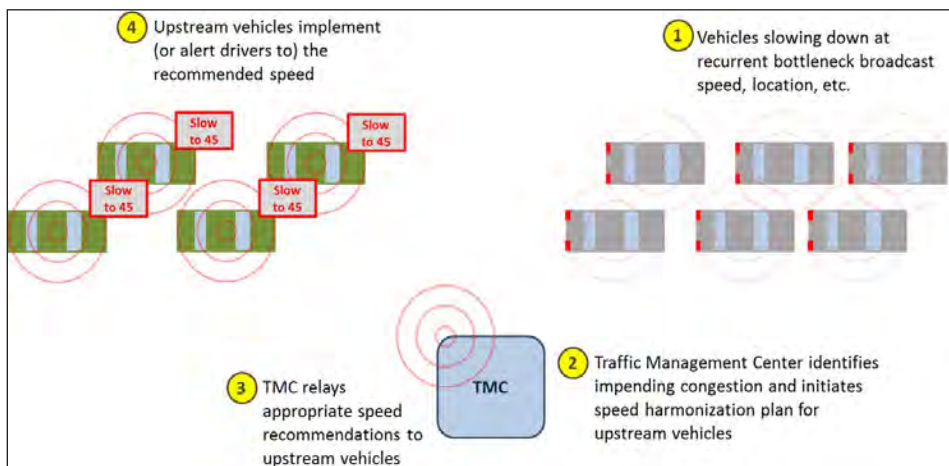 4
Upstream vehicles implement
(or alert drivers to) the
recommended speed
1
Vehicles slowing down at
recurrent bottleneck broadcast
speed, location, etc.
Slow
to 45
Slow
to 45
Slow
to 45
Slow
to 45
TMC
2
Traffic Management Center identifies
impending congestion and initiates
speed harmonization plan for
upstream vehicles
3
TMC relays
appropriate speed
recommendations to
upstream vehicles